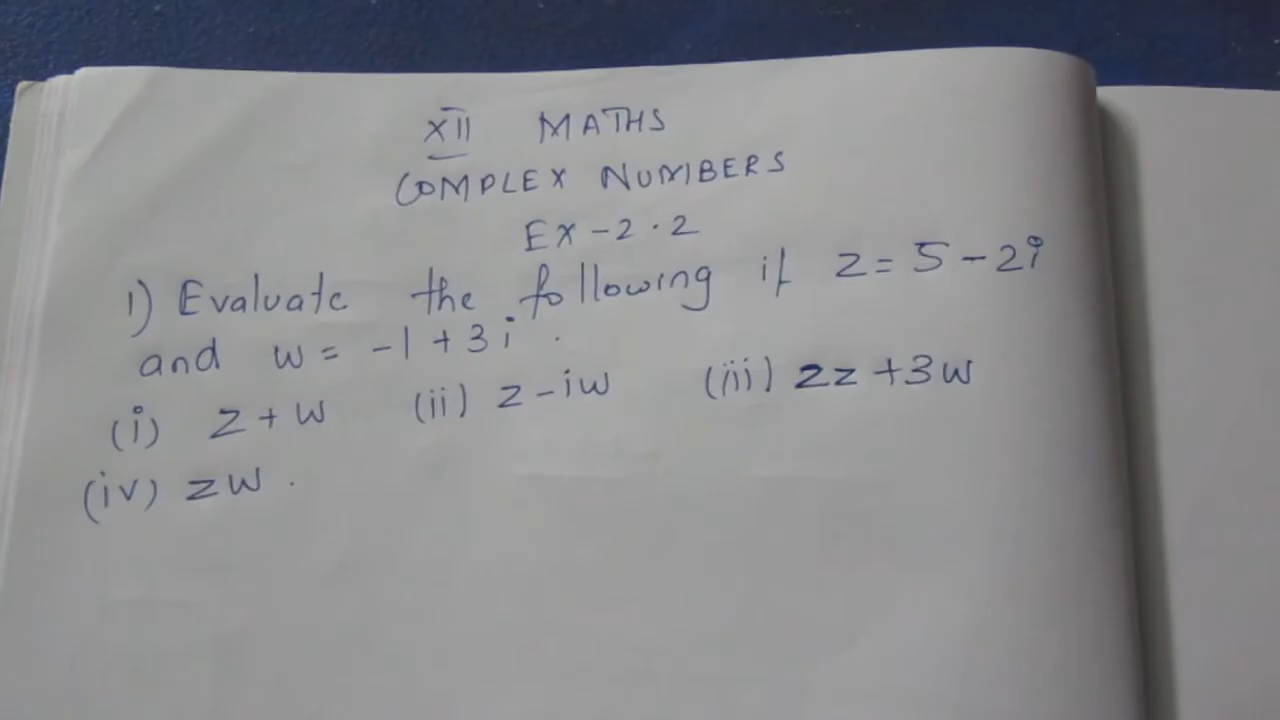 XII MATHS
COMPLEX NUMBERS
EX-2.2
1) Evaluate the following if z = 5 - 2i
and w = -1 + 3i.
(i) z + w (ii) z - iw (iii) 2z + 3w
(iv) zw.